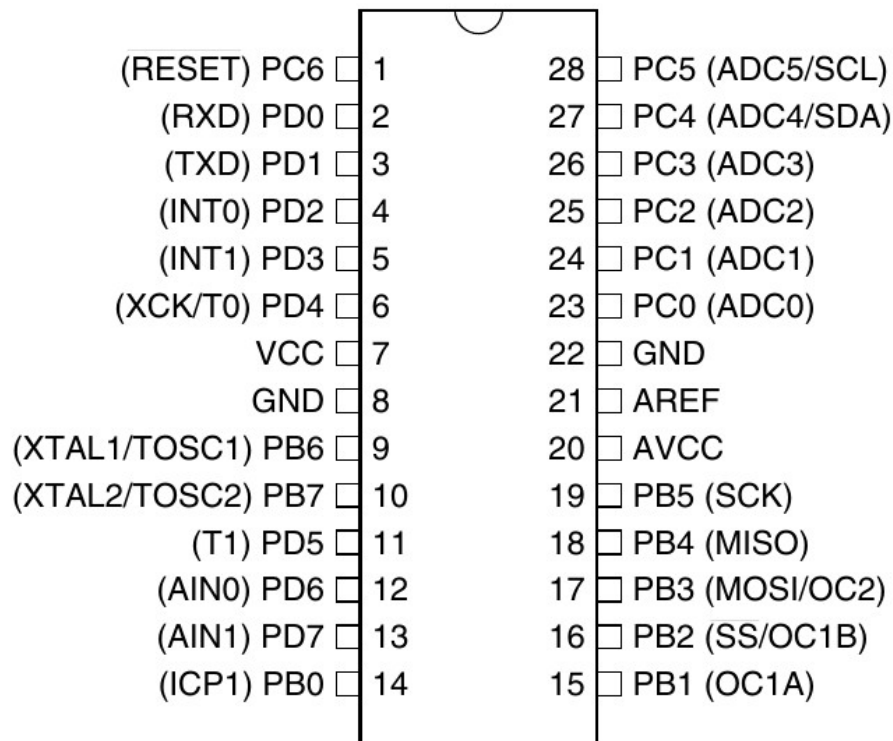 (RESET) PC6 1 28 PC5 (ADC5/SCL)
(RXD) PD0 2 27 PC4 (ADC4/SDA)
(TXD) PD1 3 26 PC3 (ADC3)
(INT0) PD2 4 25 PC2 (ADC2)
(INT1) PD3 5 24 PC1 (ADC1)
(XCK/T0) PD4 6 23 PC0 (ADC0)
VCC 7 22 GND
GND 8 21 AREF
(XTAL1/TOSC1) PB6 9 20 AVCC
(XTAL2/TOSC2) PB7 10 19 PB5 (SCK)
(T1) PD5 11 18 PB4 (MISO)
(AIN0) PD6 12 17 PB3 (MOSI/OC2)
(AIN1) PD7 13 16 PB2 (SS/OC1B)
(ICP1) PB0 14 15 PB1 (OC1A)